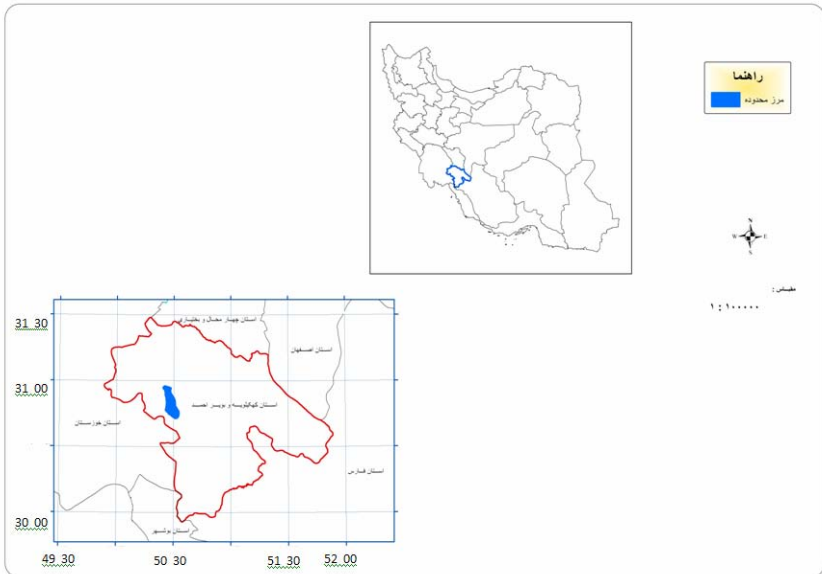 راهنما
مرز محدوده
N
W E
S
مقیاس :
۱ : ۱۰۰۰۰۰
استان چهار محال و بختیاری
31 30
استان اصفهان
31 00
استان کهگیلویه و بویر احمد
استان خوزستان
استان فارس
30 00
استان بوشهر
49 30 50 30 51 30 52 00